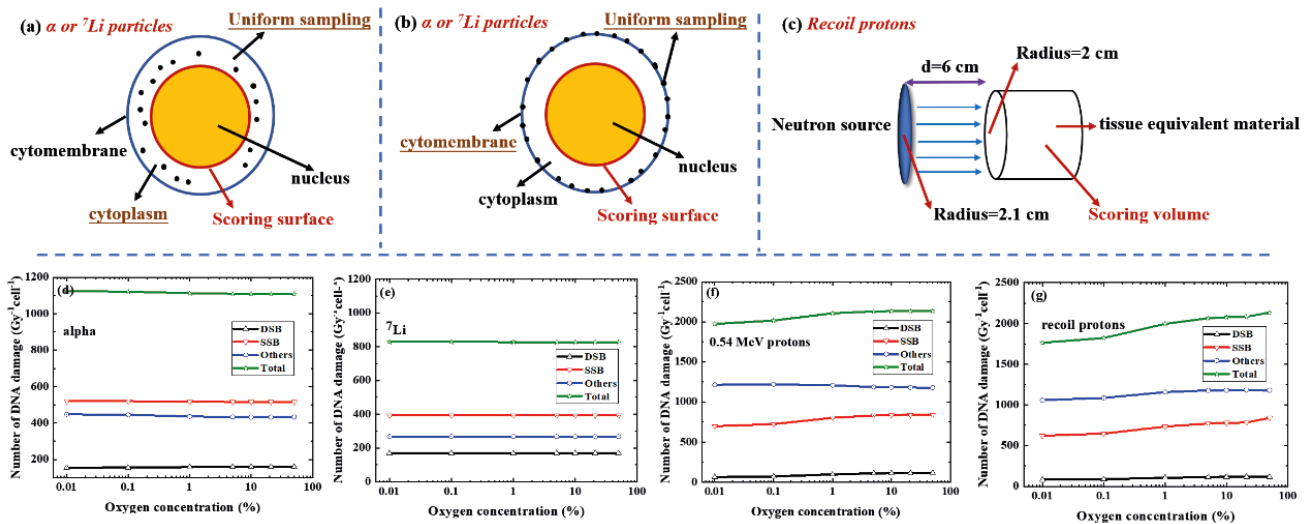 (a) α or ⁷Li particles
Uniform sampling
cytomembrane
nucleus
cytoplasm
Scoring surface
(b) α or ⁷Li particles
Uniform sampling
cytomembrane
nucleus
cytoplasm
Scoring surface
(c) Recoil protons
Radius=2 cm
d=6 cm
Neutron source
tissue equivalent material
Radius=2.1 cm
Scoring volume
(d)
alpha
DSB
SSB
Others
Total
Number of DNA damage (Gy⁻¹cell⁻¹)
1200
1000
800
600
400
200
0.01 0.1 1 10 100
Oxygen concentration (%)
(e)
⁷Li
DSB
SSB
Others
Total
Number of DNA damage (Gy⁻¹cell⁻¹)
1200
1000
800
600
400
200
0
0.01 0.1 1 10 100
Oxygen concentration (%)
(f)
0.54 MeV protons
DSB
SSB
Others
Total
Number of DNA damage (Gy⁻¹cell⁻¹)
2500
2000
1500
1000
500
0
0.01 0.1 1 10 100
Oxygen concentration (%)
(g)
recoil protons
DSB
SSB
Others
Total
Number of DNA damage (Gy⁻¹cell⁻¹)
2500
2000
1500
1000
500
0
0.01 0.1 1 10 100
Oxygen concentration (%)